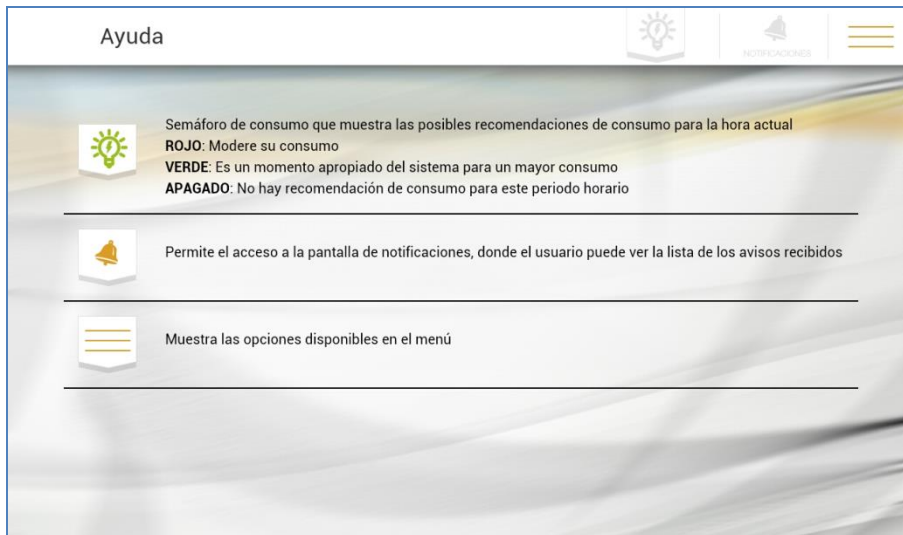 Ayuda
NOTIFICACIONES
Semáforo de consumo que muestra las posibles recomendaciones de consumo para la hora actual
ROJO: Modere su consumo
VERDE: Es un momento apropiado del sistema para un mayor consumo
APAGADO: No hay recomendación de consumo para este periodo horario
Permite el acceso a la pantalla de notificaciones, donde el usuario puede ver la lista de los avisos recibidos
Muestra las opciones disponibles en el menú